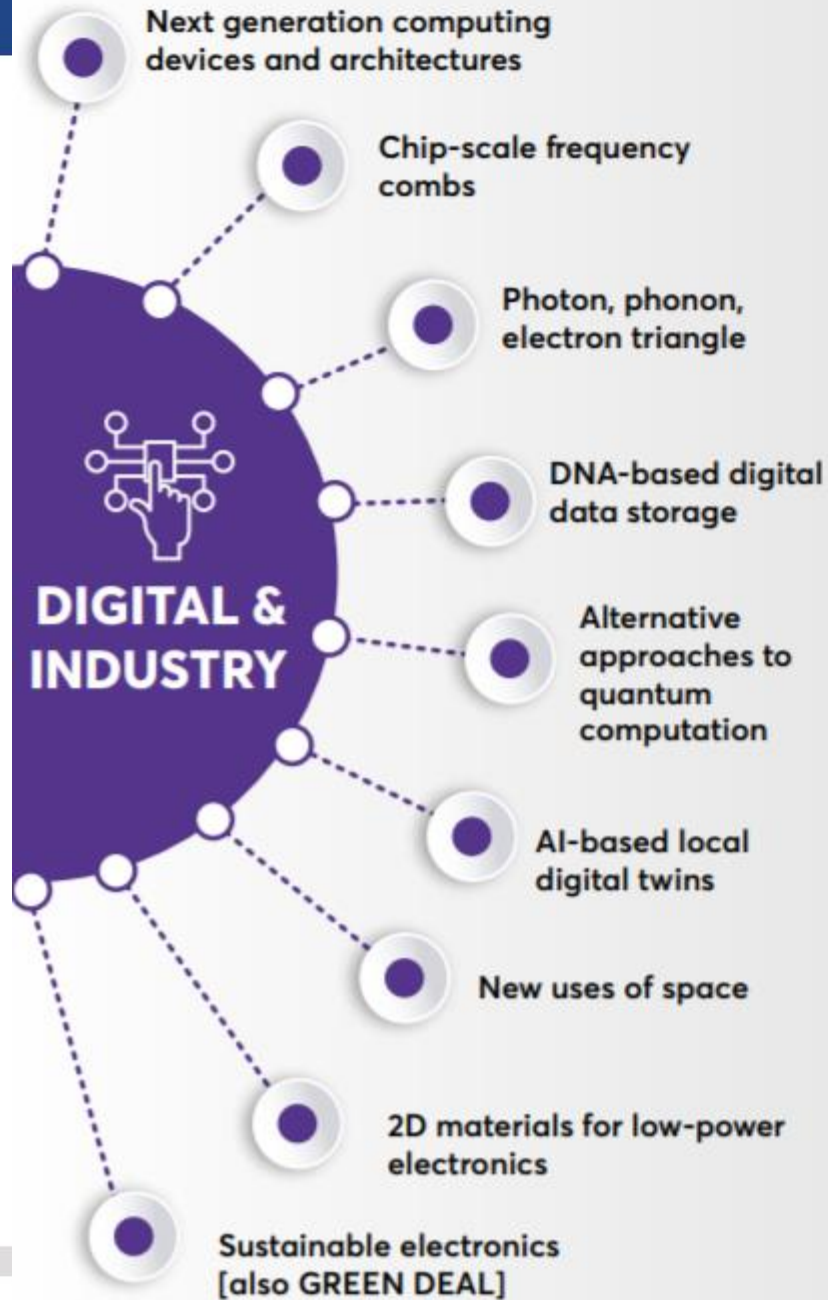 Next generation computing
devices and architectures
Chip-scale frequency
combs
Photon, phonon,
electron triangle
DNA-based digital
data storage
DIGITAL &
INDUSTRY
Alternative
approaches to
quantum
computation
AI-based local
digital twins
New uses of space
2D materials for low-power
electronics
Sustainable electronics
[also GREEN DEAL]